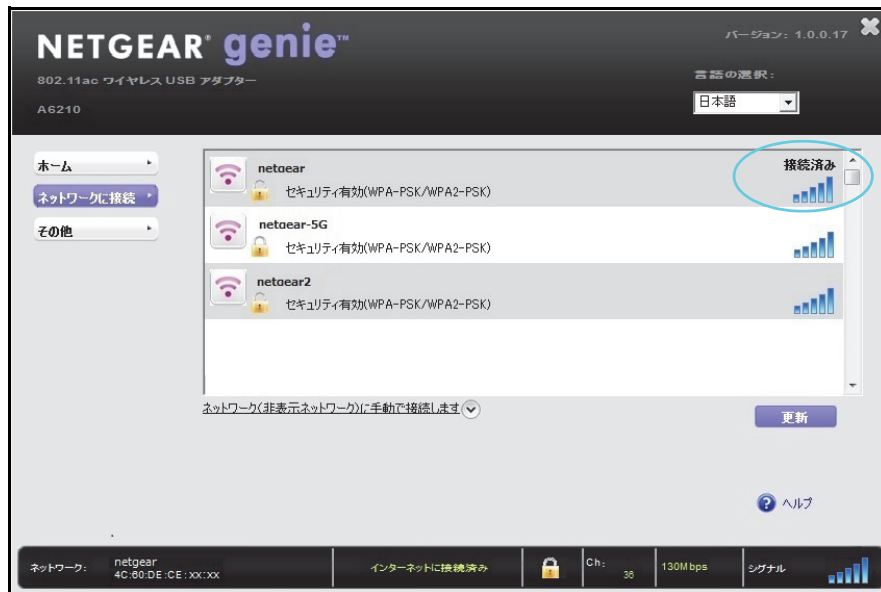 NETGEAR® genie™
バージョン: 1.0.0.17
802.11ac ワイヤレス USB アダプター
言語の選択:
A6210
日本語
ホーム
ネットワークに接続
その他
netgear
接続済み
セキュリティ有効(WPA-PSK/WPA2-PSK)
netgear-5G
セキュリティ有効(WPA-PSK/WPA2-PSK)
netgear2
セキュリティ有効(WPA-PSK/WPA2-PSK)
ネットワーク(非表示ネットワーク)に手動で接続します
更新
ヘルプ
ネットワーク: netgear
4C:60:DE:CE:XX:XX
インターネットに接続済み
Ch: 36
130Mbps
シグナル